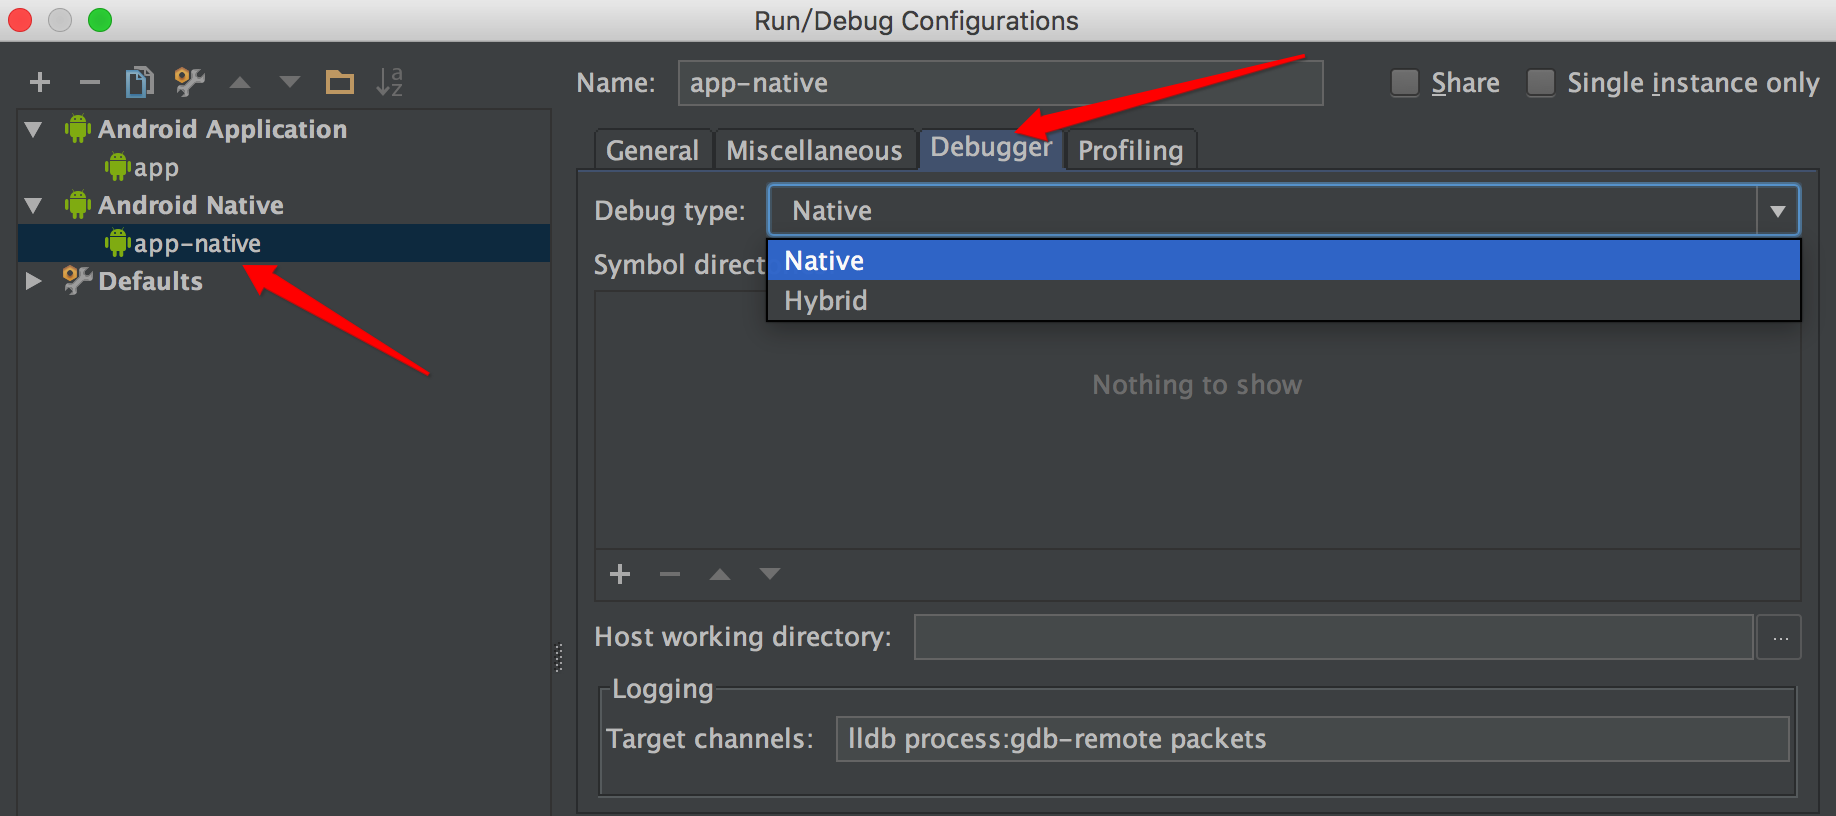 Run/Debug Configurations
Name: app-native Share Single instance only
Android Application
app
Android Native
app-native
Defaults
General Miscellaneous Debugger Profiling
Debug type: Native
Symbol direct
Native
Hybrid
Nothing to show
Host working directory: ...
Logging
Target channels: lldb process:gdb-remote packets